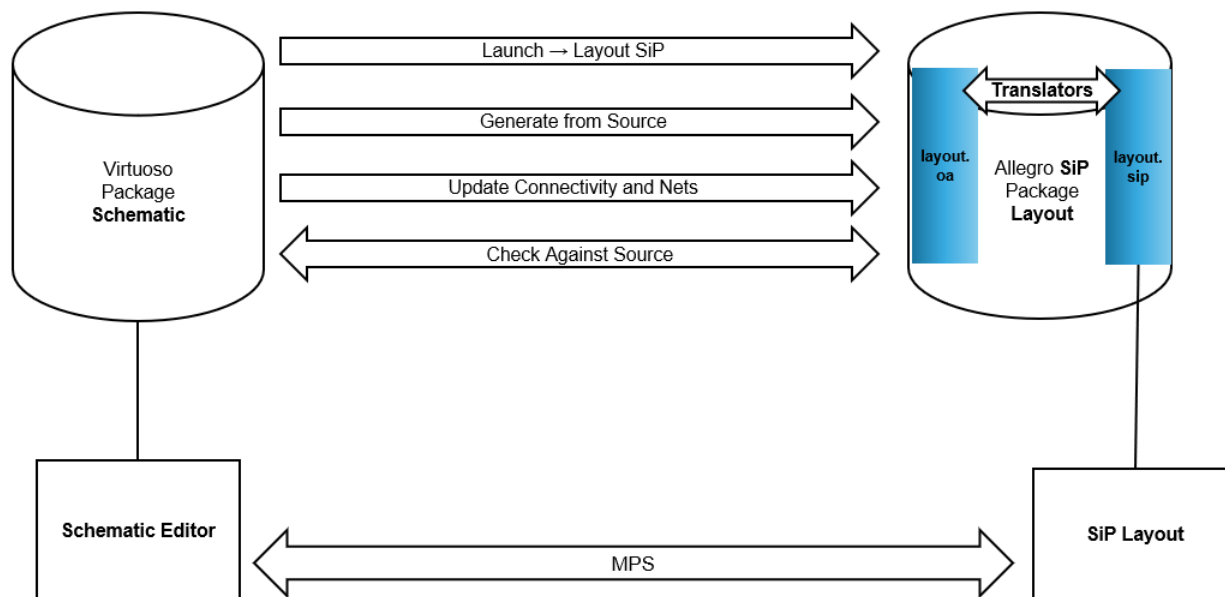 Launch → Layout SiP
Translators
Generate from Source
Virtuoso
Package
Schematic
layout.
oa
Allegro SiP
Package
Layout
layout.
sip
Update Connectivity and Nets
Check Against Source
Schematic Editor
SiP Layout
MPS